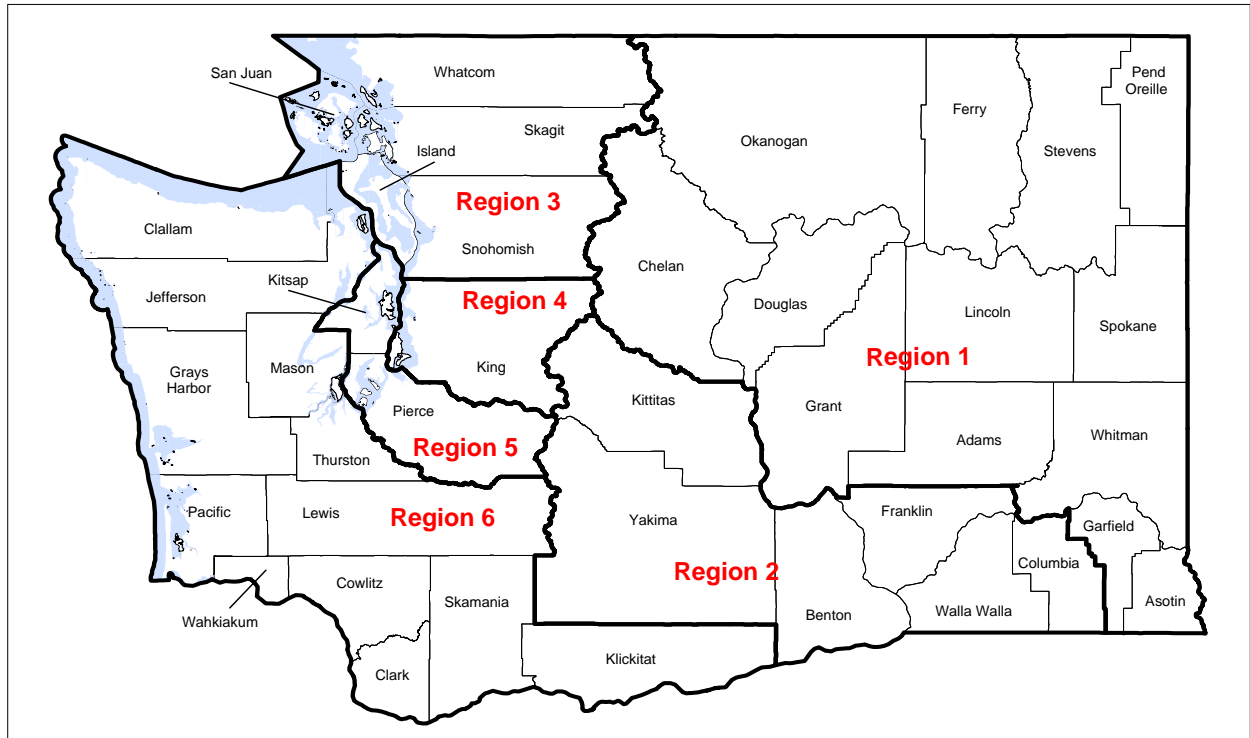 San Juan
Whatcom
Pend
Oreille
Ferry
Skagit
Okanogan
Island
Stevens
Region 3
Clallam
Snohomish
Chelan
Kitsap
Jefferson
Region 4
Douglas
Lincoln
Spokane
Region 1
Grays
Harbor
Mason
King
Kittitas
Grant
Pierce
Adams
Whitman
Region 5
Thurston
Pacific
Lewis
Region 6
Yakima
Franklin
Garfield
Region 2
Columbia
Cowlitz
Skamania
Wahkiakum
Benton
Walla Walla
Asotin
Klickitat
Clark